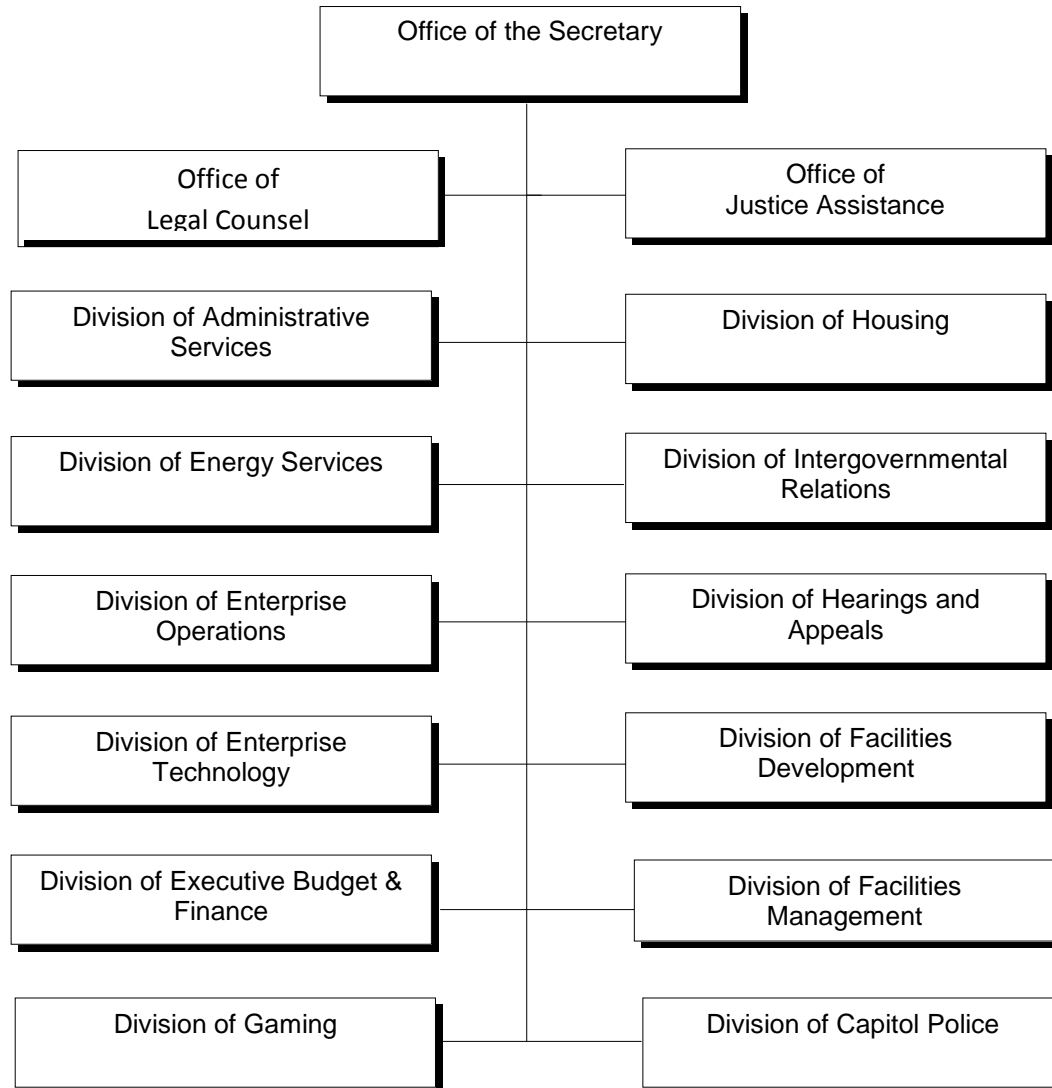 Office of the Secretary
Office of
Legal Counsel
Office of
Justice Assistance
Division of Administrative
Services
Division of Housing
Division of Energy Services
Division of Intergovernmental
Relations
Division of Enterprise
Operations
Division of Hearings and
Appeals
Division of Enterprise
Technology
Division of Facilities
Development
Division of Executive Budget &
Finance
Division of Facilities
Management
Division of Gaming
Division of Capitol Police